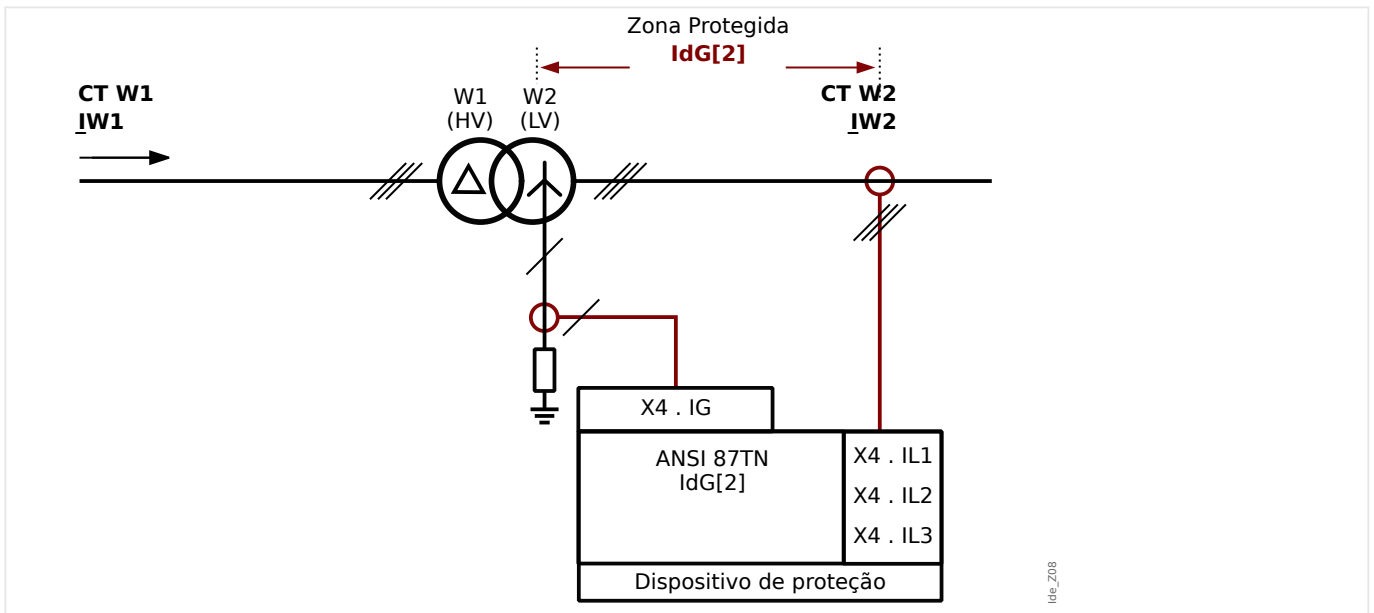 Zona Protegida
IdG[2]
CT W1
IW1
W1
(HV)
W2
(LV)
CT W2
IW2
X4 . IG
ANSI 87TN
IdG[2]
X4 . IL1
X4 . IL2
X4 . IL3
Dispositivo de proteção
Ide_Z08